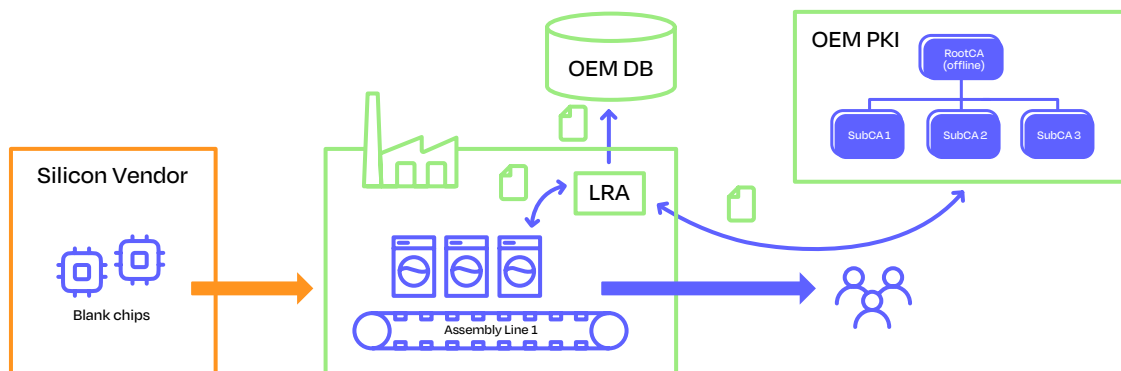 OEM PKI
RootCA
(offline)
OEM DB
SubCA 1
SubCA 2
SubCA 3
Silicon Vendor
LRA
Blank chips
Assembly Line 1